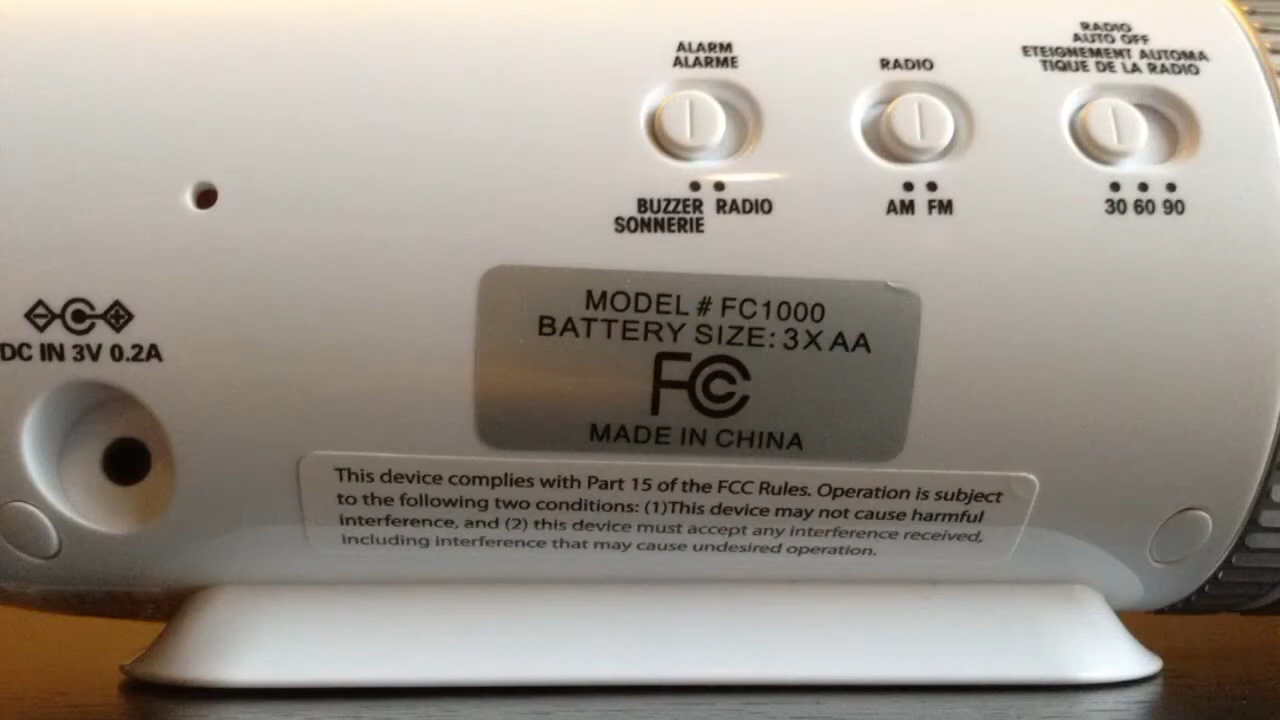 ALARM
ALARME
RADIO
RADIO
AUTO OFF
ETEIGNEMENT AUTOMA
TIQUE DE LA RADIO
BUZZER RADIO
SONNERIE
AM FM
30 60 90
DC IN 3V 0.2A
MODEL # FC1000
BATTERY SIZE: 3XAA
FC
MADE IN CHINA
This device complies with Part 15 of the FCC Rules. Operation is subject
to the following two conditions: (1)This device may not cause harmful
interference, and (2) this device must accept any interference received,
including interference that may cause undesired operation.